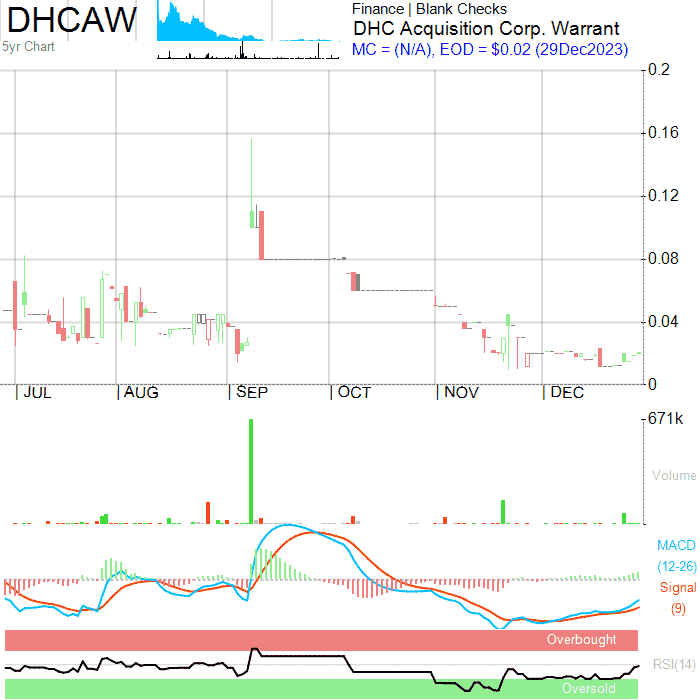 DHCAW
5yr Chart
Finance | Blank Checks
DHC Acquisition Corp. Warrant
MC = (N/A), EOD = $0.02 (29Dec2023)
0.2
0.16
0.12
0.08
0.04
0
| JUL | AUG | SEP | OCT | NOV | DEC
671k
Volume
MACD
(12-26)
Signal
(9)
Overbought
RSI(14)
Oversold